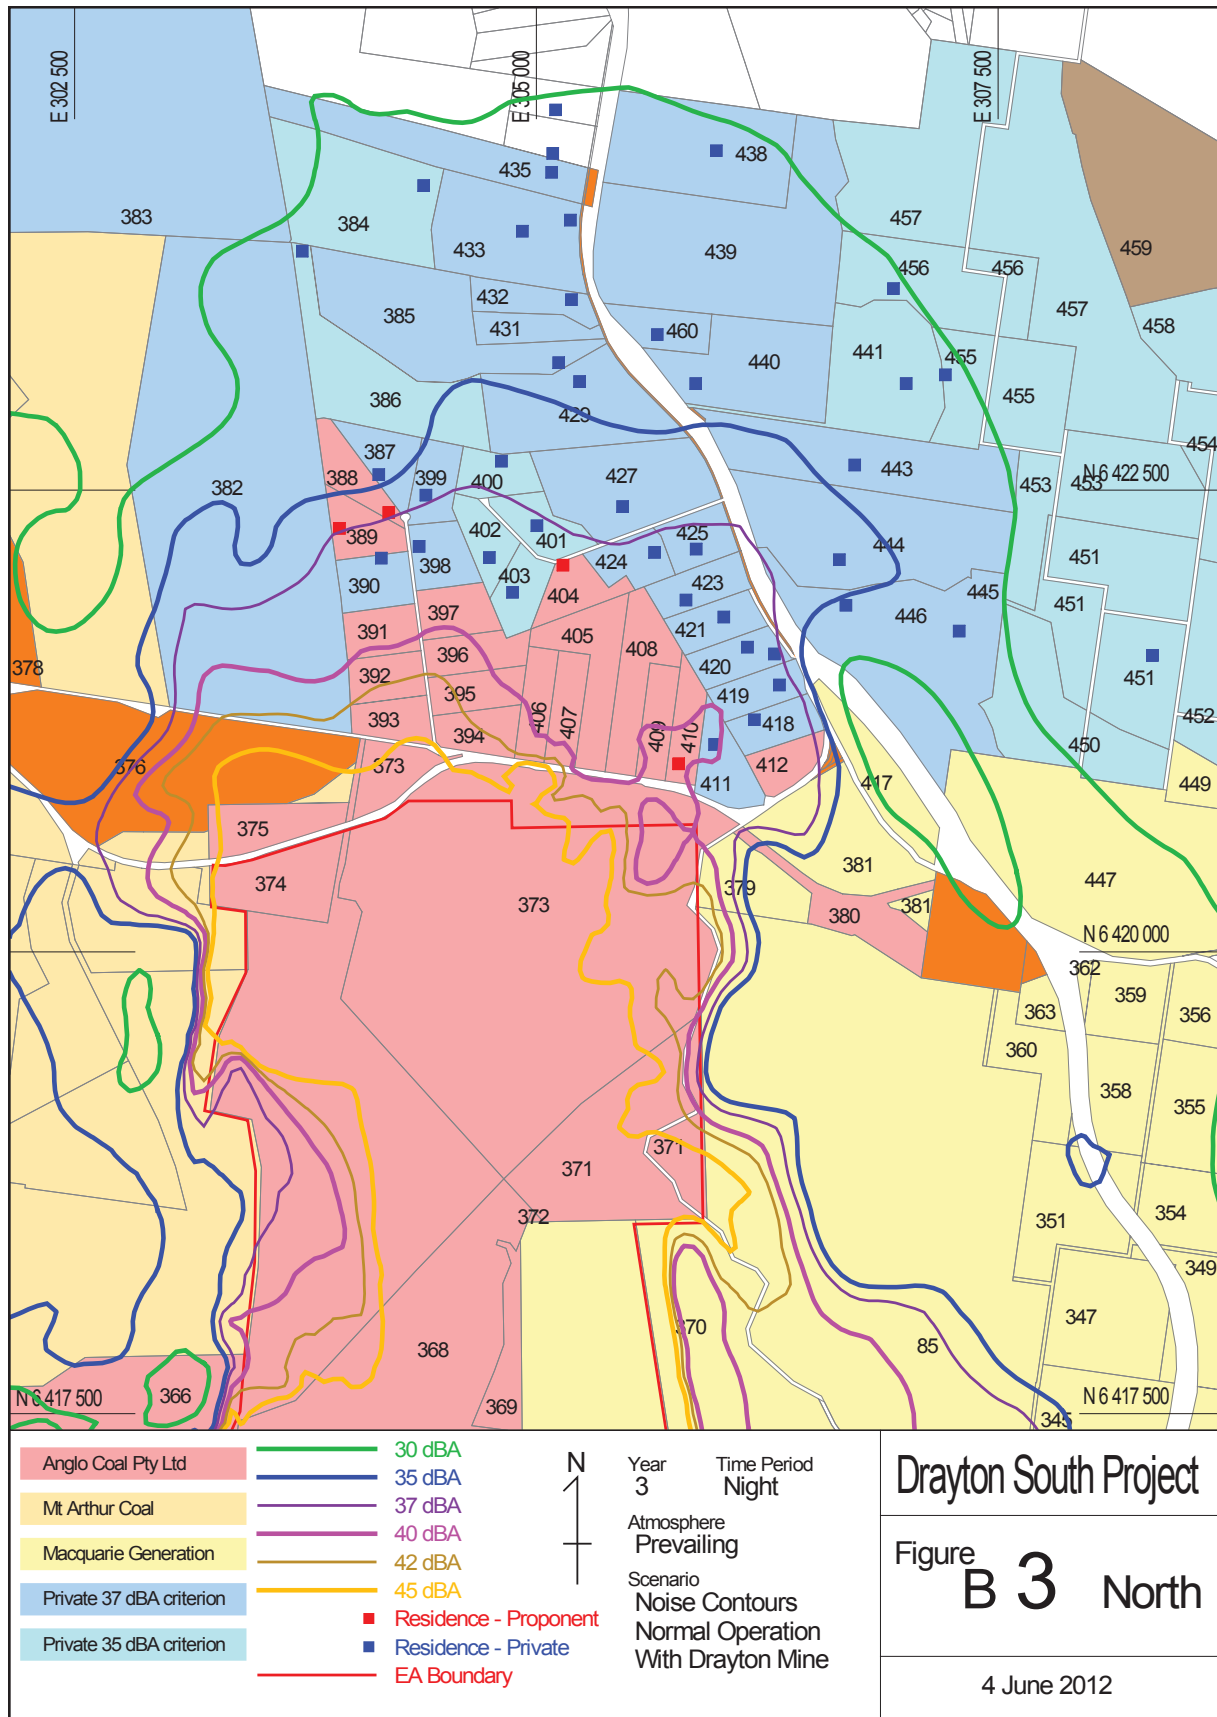 E 302 500
E 305 000
E 307 500
438
435
383
384
457
433
439
459
456
456
432
457
385
431
460
458
440
441
455
455
386
429
454
387
443
N 6 422 500
388
399
400
427
453
453
382
402
401
425
444
451
389
424
398
403
423
390
404
445
451
397
446
391
405
421
396
408
392
420
378
451
395
419
393
406
407
452
394
409
410
418
450
376
373
411
412
417
449
375
381
447
374
379
373
381
380
N 6 420 000
362
359
363
356
360
358
355
371
371
372
351
354
349
370
347
368
85
366
N 6 417 500
N 6 417 500
369
345
Anglo Coal Pty Ltd
Mt Arthur Coal
Macquarie Generation
Private 37 dBA criterion
Private 35 dBA criterion
30 dBA
35 dBA
37 dBA
40 dBA
42 dBA
45 dBA
Residence - Proponent
Residence - Private
EA Boundary
N
Year
3
Time Period
Night
Atmosphere
Prevailing
Scenario
Noise Contours
Normal Operation
With Drayton Mine
Drayton South Project
Figure
B 3 North
4 June 2012